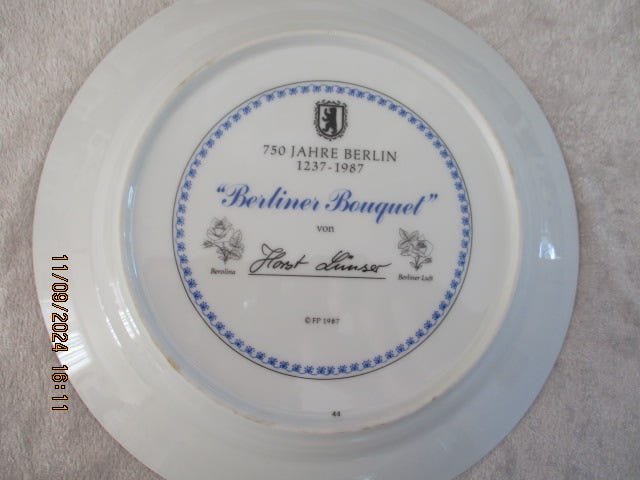 750 JAHRE BERLIN
1237-1987
"Berliner Bouquet"
von
Horst Lünser
Berolina
Berliner Luft
© FP 1987
44
11/09/2024 16:11